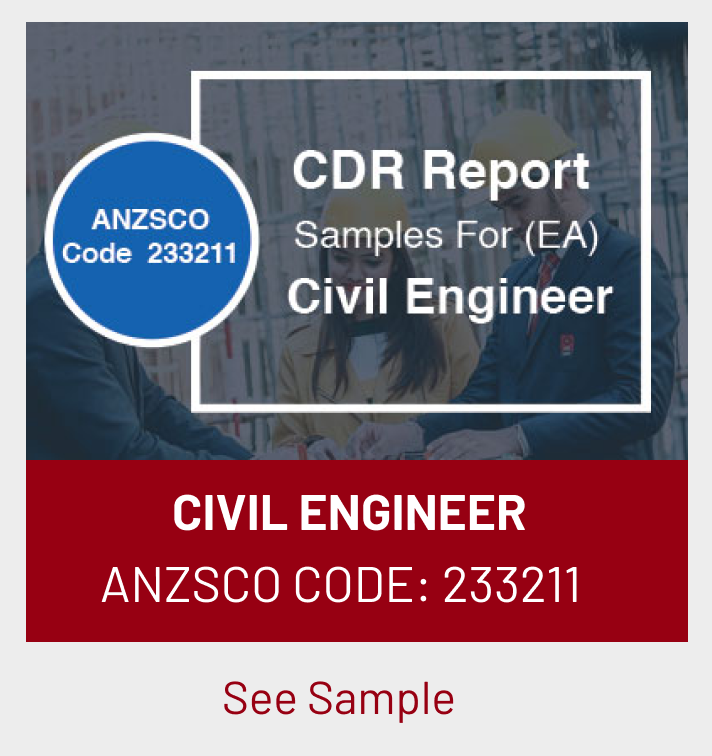 ANZSCO
Code 233211
CDR Report
Samples For (EA)
Civil Engineer
CIVIL ENGINEER
ANZSCO CODE: 233211
See Sample